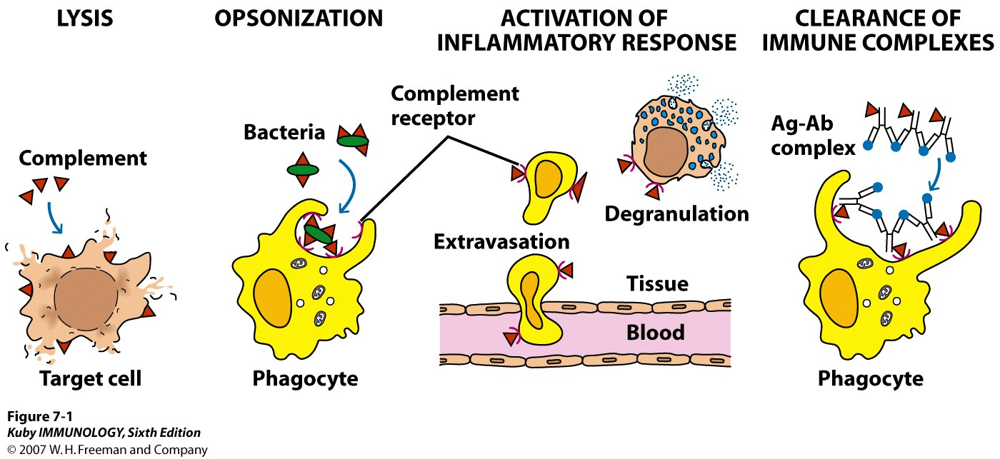 LYSIS
OPSONIZATION
ACTIVATION OF
INFLAMMATORY RESPONSE
CLEARANCE OF
IMMUNE COMPLEXES
Complement
Target cell
Bacteria
Phagocyte
Complement
receptor
Extravasation
Degranulation
Tissue
Blood
Ag-Ab
complex
Phagocyte
Figure 7-1
Kuby IMMUNOLOGY, Sixth Edition
© 2007 W. H. Freeman and Company